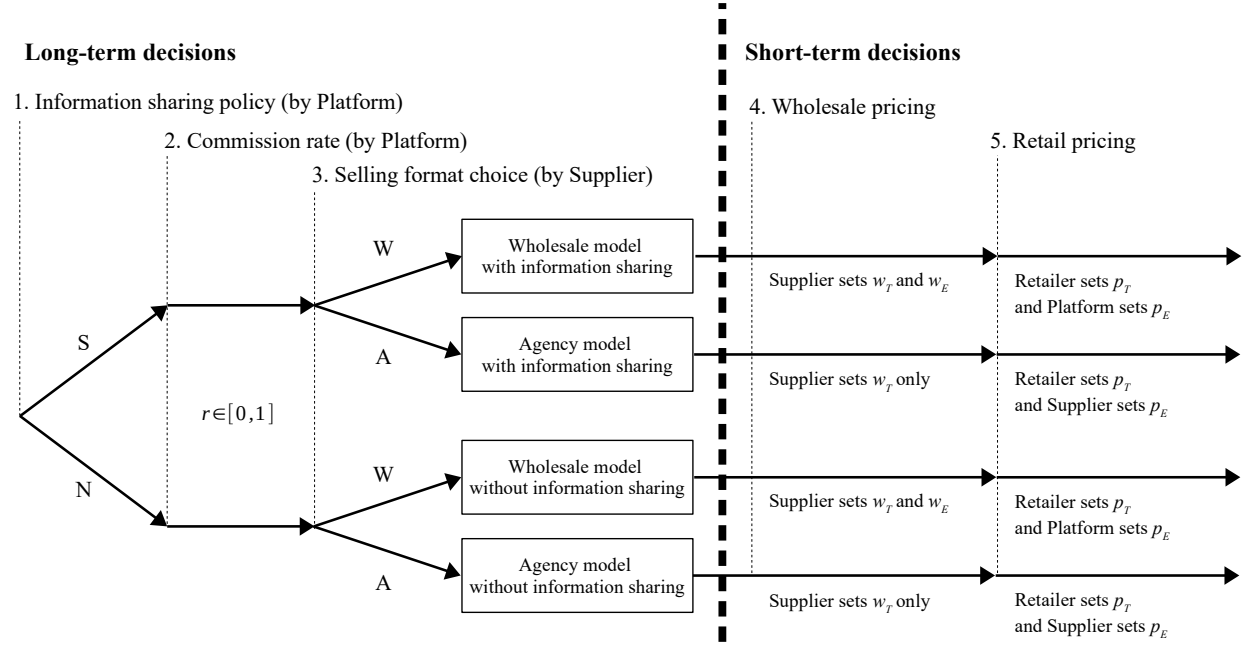 Long-term decisions
Short-term decisions
1. Information sharing policy (by Platform)
4. Wholesale pricing
2. Commission rate (by Platform)
5. Retail pricing
3. Selling format choice (by Supplier)
W
Wholesale model
with information sharing
Supplier sets w_T and w_E
Retailer sets p_T
and Platform sets p_E
S
A
Agency model
with information sharing
Supplier sets w_T only
Retailer sets p_T
and Supplier sets p_E
r∈[0,1]
N
W
Wholesale model
without information sharing
Supplier sets w_T and w_E
Retailer sets p_T
and Platform sets p_E
A
Agency model
without information sharing
Supplier sets w_T only
Retailer sets p_T
and Supplier sets p_E